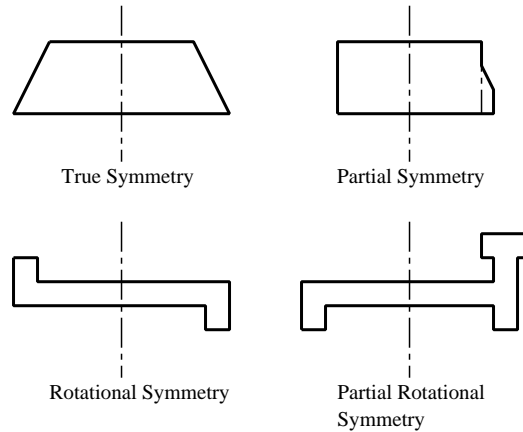 True Symmetry
Partial Symmetry
Rotational Symmetry
Partial Rotational
Symmetry